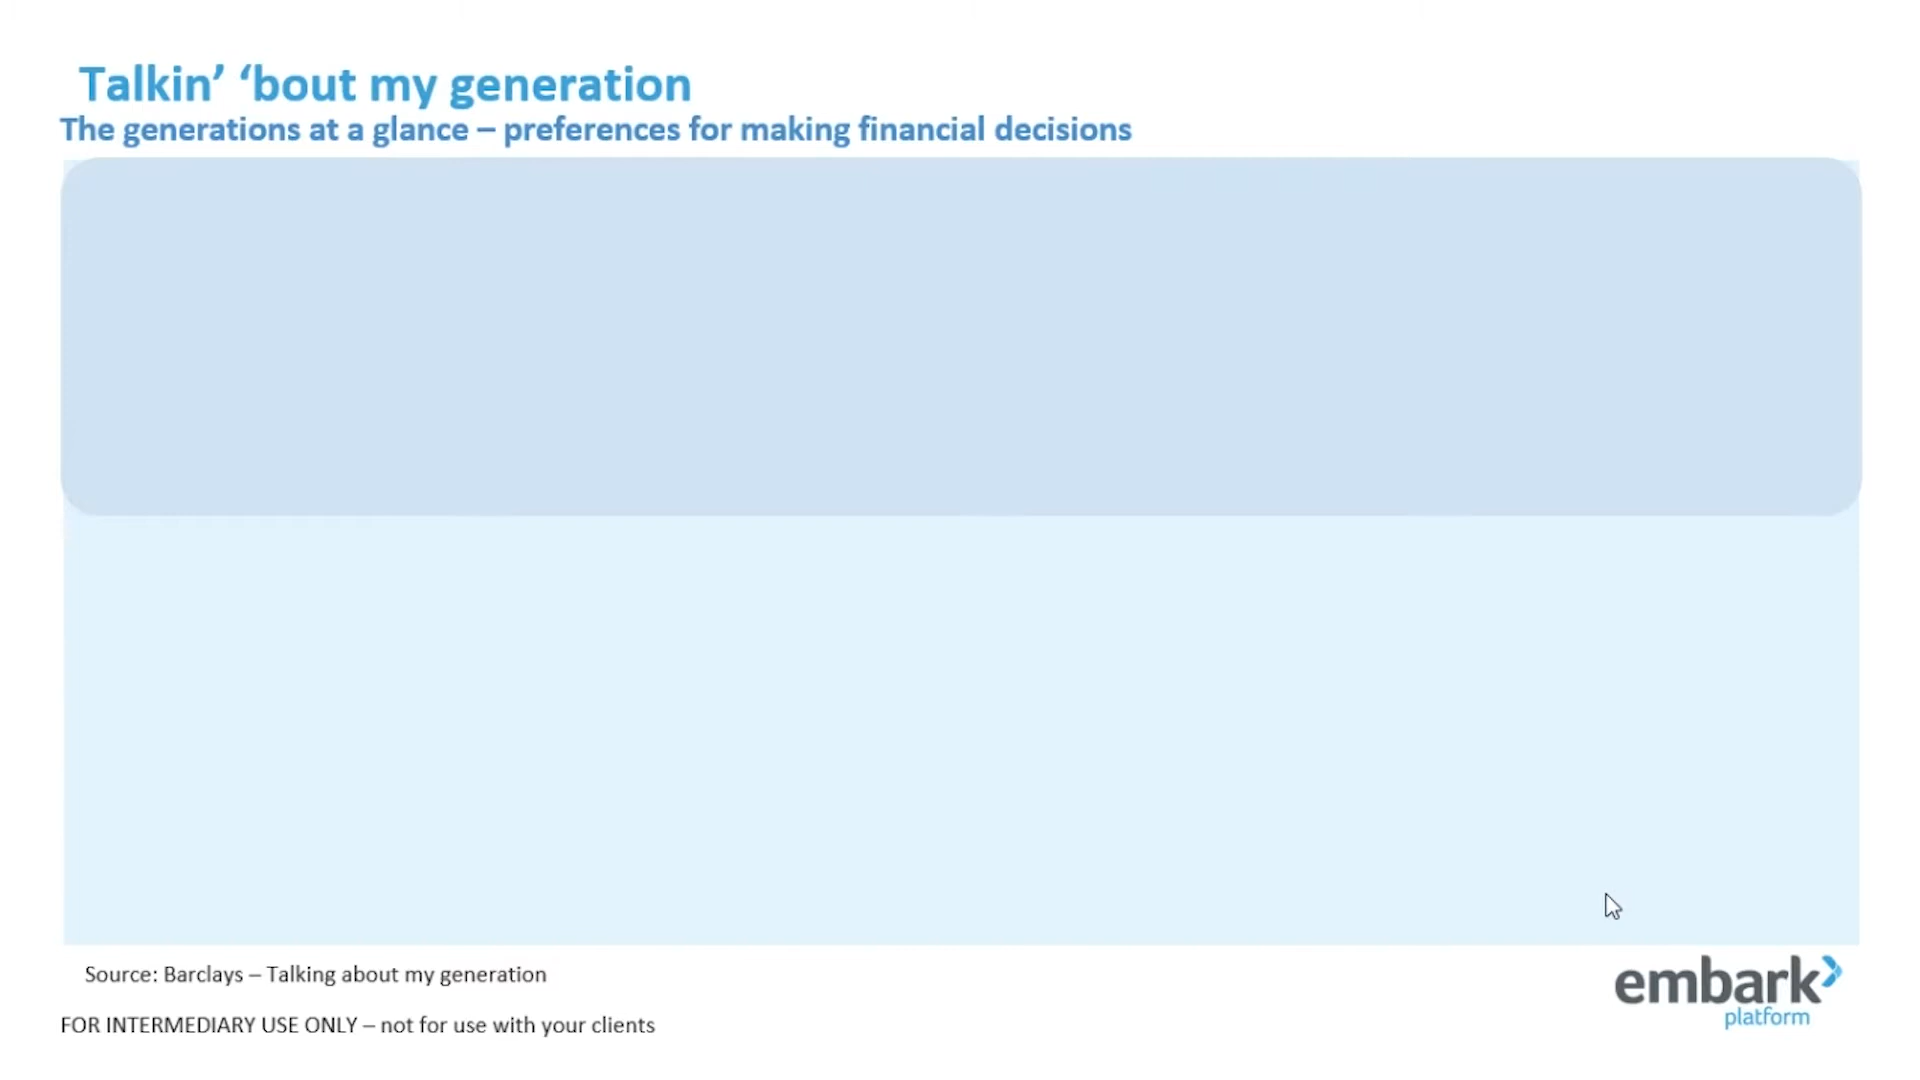 Talkin’ ‘bout my generation
The generations at a glance – preferences for making financial decisions
Source: Barclays – Talking about my generation
embark
platform
FOR INTERMEDIARY USE ONLY – not for use with your clients